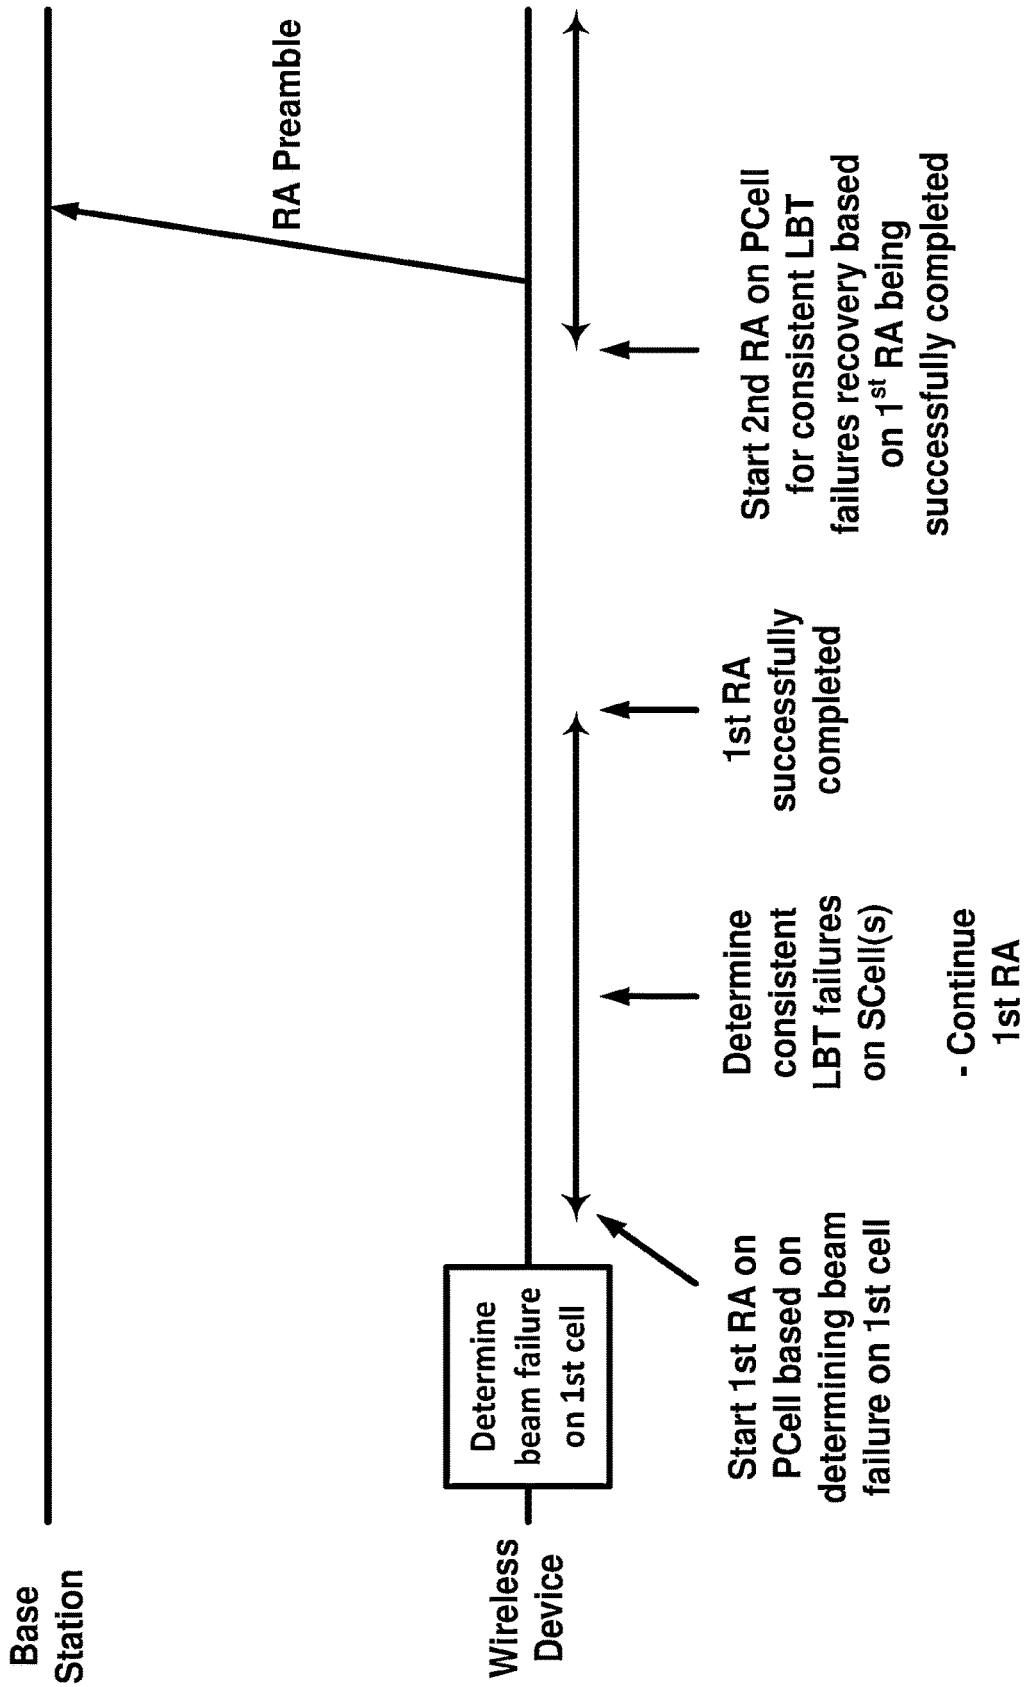 Base
Station
RA Preamble
Wireless
Device
Determine
beam failure
on 1st cell
Start 1st RA on
PCell based on
determining beam
failure on 1st cell
Determine
consistent
LBT failures
on SCell(s)
- Continue
1st RA
1st RA
successfully
completed
Start 2nd RA on PCell
for consistent LBT
failures recovery based
on 1st RA being
successfully completed